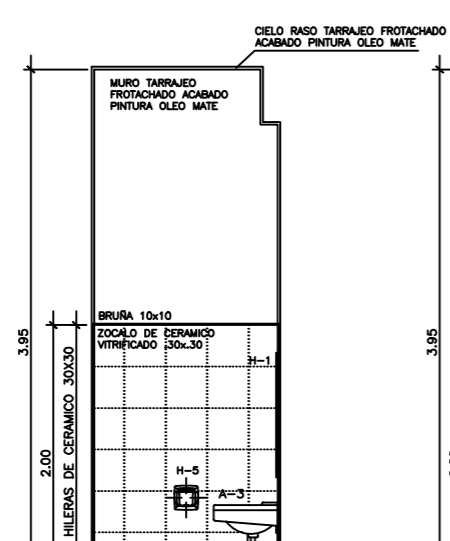 CIELO RASO TARRAJEO FROTACHADO
ACABADO PINTURA OLEO MATE
MURO TARRAJEO
FROTACHADO ACABADO
PINTURA OLEO MATE
BRUÑA 10x10
ZOCALO DE CERAMICO
VITRIFICADO .30x.30
H-1
3.95
2.00
HILERAS DE CERAMICO 30X30
H-5
A-3
3.95